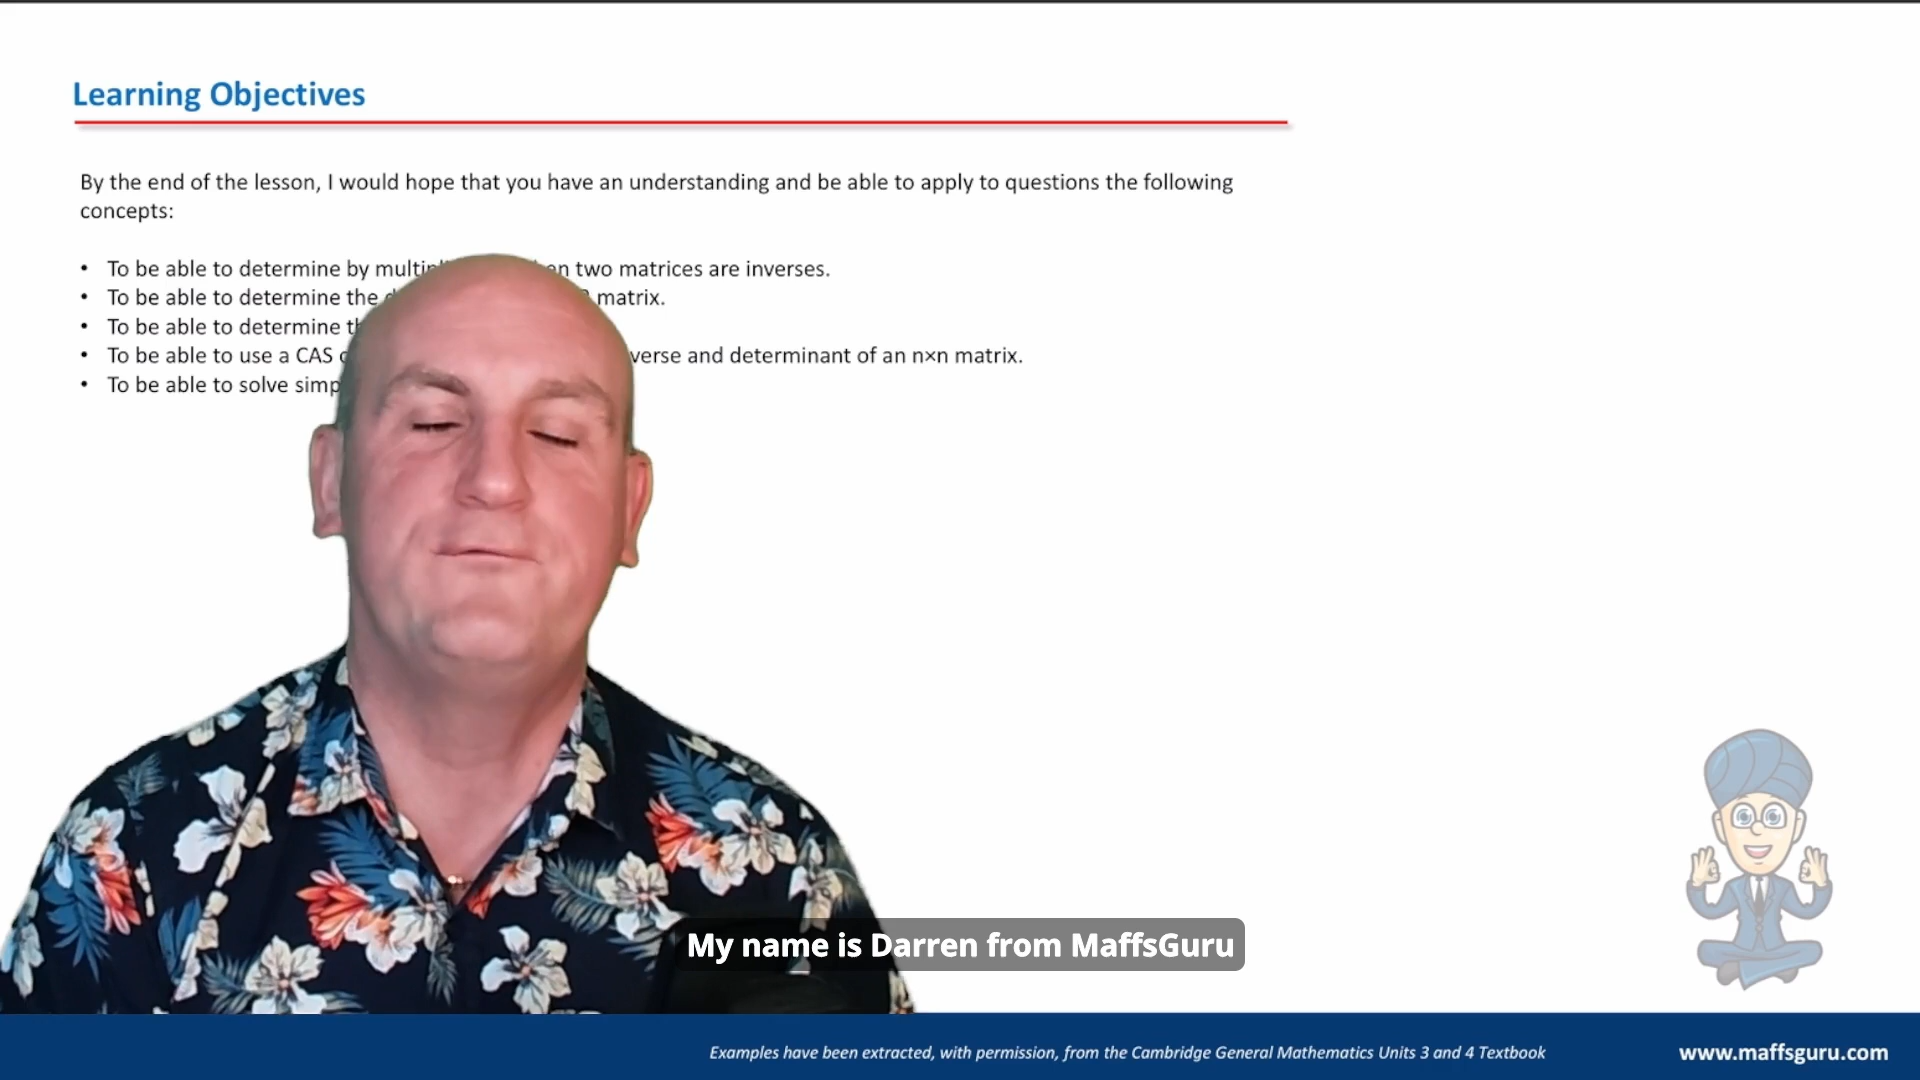 Learning Objectives
By the end of the lesson, I would hope that you have an understanding and be able to apply to questions the following
concepts:
• To be able to determine by two matrices are inverses.
• To be able to determine the matrix.
• To be able to determine
• To be able to use a CAS and determinant of an n×n matrix.
• To be able to solve
My name is Darren from MaffsGuru
Examples have been extracted, with permission, from the Cambridge General Mathematics Units 3 and 4 Textbook
www.maffsguru.com